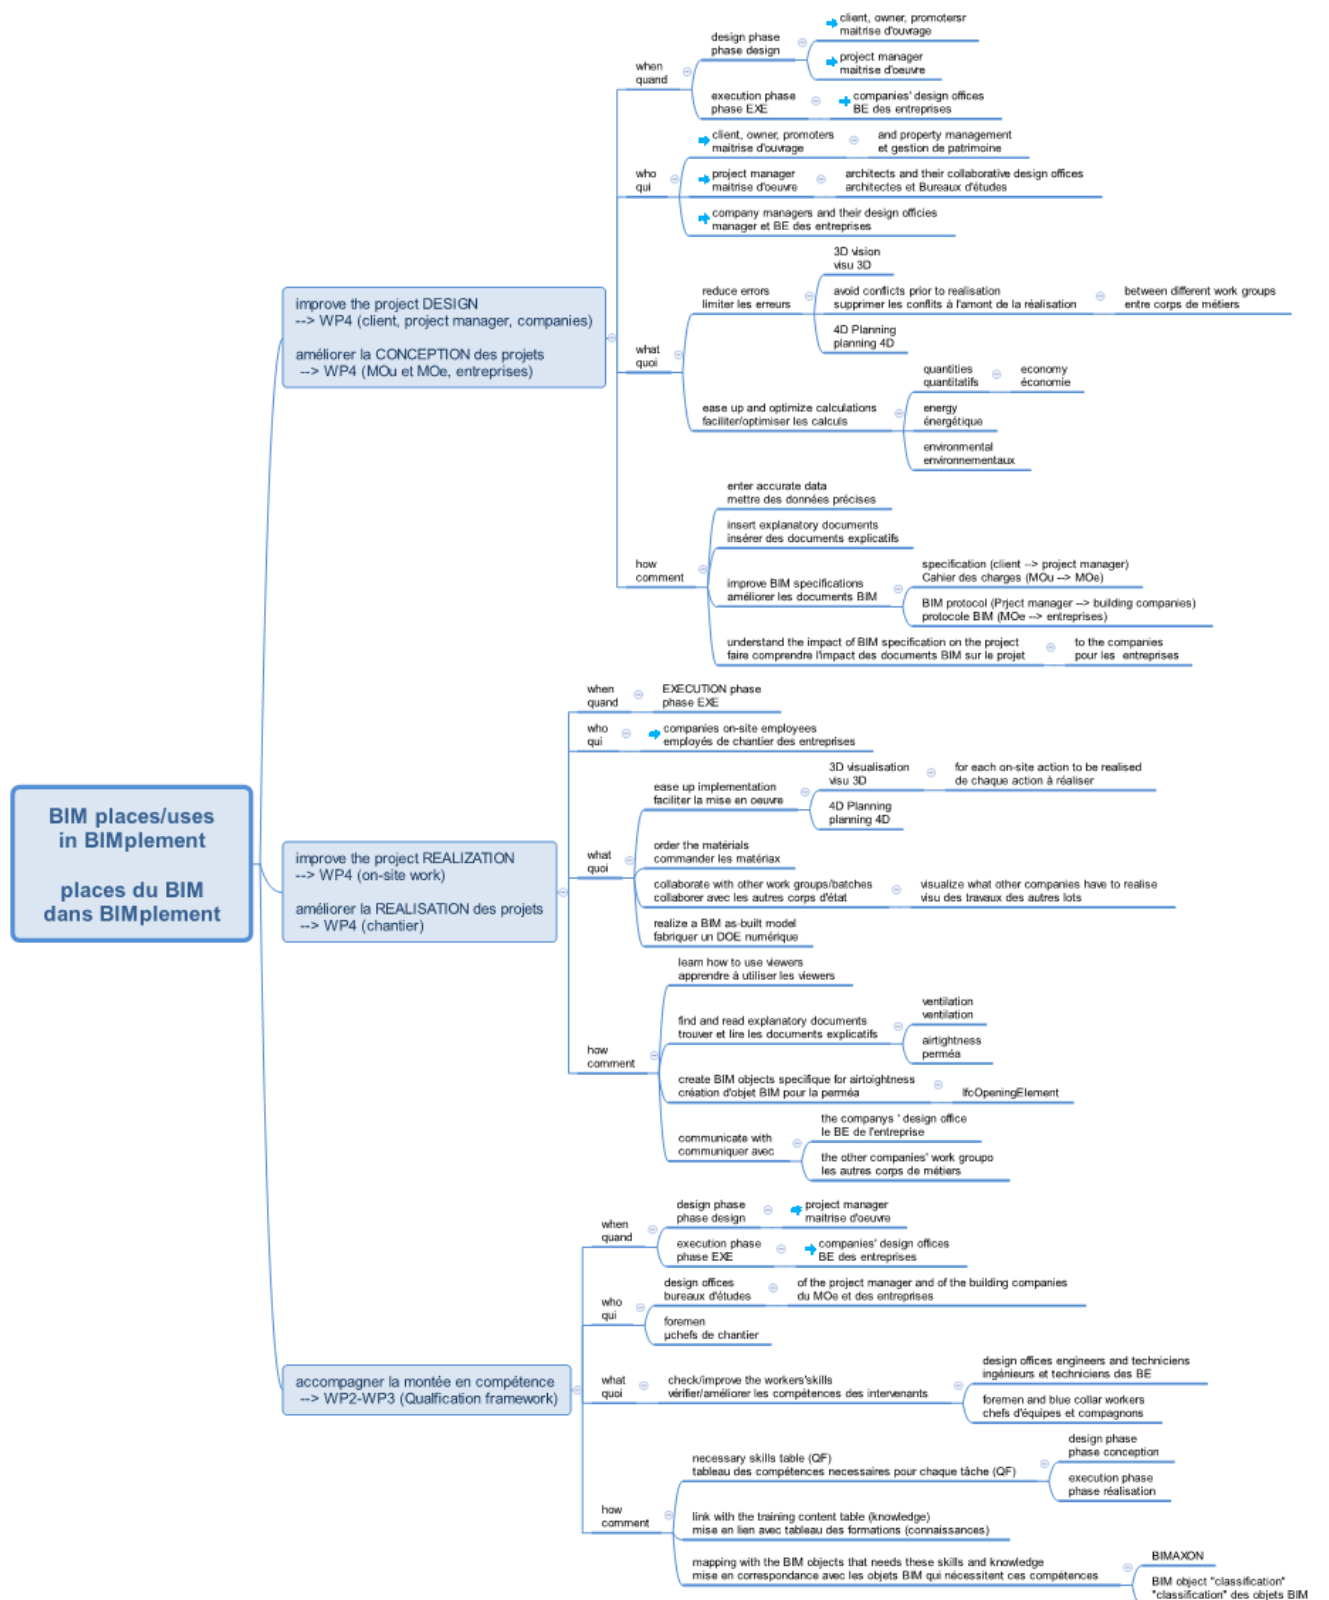 BIM places/uses
in BIMplement
places du BIM
dans BIMplement
improve the project DESIGN
--> WP4 (client, project manager, companies)
améliorer la CONCEPTION des projets
--> WP4 (MOu et MOe, entreprises)
when
quand
design phase
phase design
client, owner, promotersr
maitrise d'ouvrage
project manager
maitrise d'oeuvre
execution phase
phase EXE
companies' design offices
BE des entreprises
who
qui
client, owner, promoters
maitrise d'ouvrage
and property management
et gestion de patrimoine
project manager
maitrise d'oeuvre
architects and their collaborative design offices
architectes et Bureaux d'études
company managers and their design officies
manager et BE des entreprises
what
quoi
reduce errors
limiter les erreurs
3D vision
visu 3D
avoid conflicts prior to realisation
supprimer les conflits à l'amont de la réalisation
between different work groups
entre corps de métiers
4D Planning
planning 4D
ease up and optimize calculations
faciliter/optimiser les calculs
quantities
quantitatifs
economy
économie
energy
énergétique
environmental
environnementaux
how
comment
enter accurate data
mettre des données précises
insert explanatory documents
insérer des documents explicatifs
improve BIM specifications
améliorer les documents BIM
specification (client --> project manager)
Cahier des charges (MOu --> MOe)
BIM protocol (Prject manager --> building companies)
protocole BIM (MOe --> entreprises)
understand the impact of BIM specification on the project
faire comprendre l'impact des documents BIM sur le projet
to the companies
pour les entreprises
improve the project REALIZATION
--> WP4 (on-site work)
améliorer la REALISATION des projets
--> WP4 (chantier)
when
quand
EXECUTION phase
phase EXE
who
qui
companies on-site employees
employés de chantier des entreprises
what
quoi
ease up implementation
faciliter la mise en oeuvre
3D visualisation
visu 3D
for each on-site action to be realised
de chaque action à réaliser
4D Planning
planning 4D
order the matérials
commander les matériax
collaborate with other work groups/batches
collaborer avec les autres corps d'état
visualize what other companies have to realise
visu des travaux des autres lots
realize a BIM as-built model
fabriquer un DOE numérique
how
comment
learn how to use viewers
apprendre à utiliser les viewers
find and read explanatory documents
trouver et lire les documents explicatifs
ventilation
ventilation
airtightness
perméa
create BIM objects specifique for airtoightness
création d'objet BIM pour la perméa
IfcOpeningElement
communicate with
communiquer avec
the companys ' design office
le BE de l'entreprise
the other companies' work groupo
les autres corps de métiers
accompagner la montée en compétence
--> WP2-WP3 (Qualfication framework)
when
quand
design phase
phase design
project manager
maitrise d'oeuvre
execution phase
phase EXE
companies' design offices
BE des entreprises
who
qui
design offices
bureaux d'études
of the project manager and of the building companies
du MOe et des entreprises
foremen
µchefs de chantier
what
quoi
check/improve the workers'skills
vérifier/améliorer les compétences des intervenants
design offices engineers and techniciens
ingénieurs et techniciens des BE
foremen and blue collar workers
chefs d'équipes et compagnons
how
comment
necessary skills table (QF)
tableau des compétences necessaires pour chaque tâche (QF)
design phase
phase conception
execution phase
phase réalisation
link with the training content table (knowledge)
mise en lien avec tableau des formations (connaissances)
mapping with the BIM objects that needs these skills and knowledge
mise en correspondance avec les objets BIM qui nécessitent ces compétences
BIMAXON
BIM object "classification"
"classification" des objets BIM